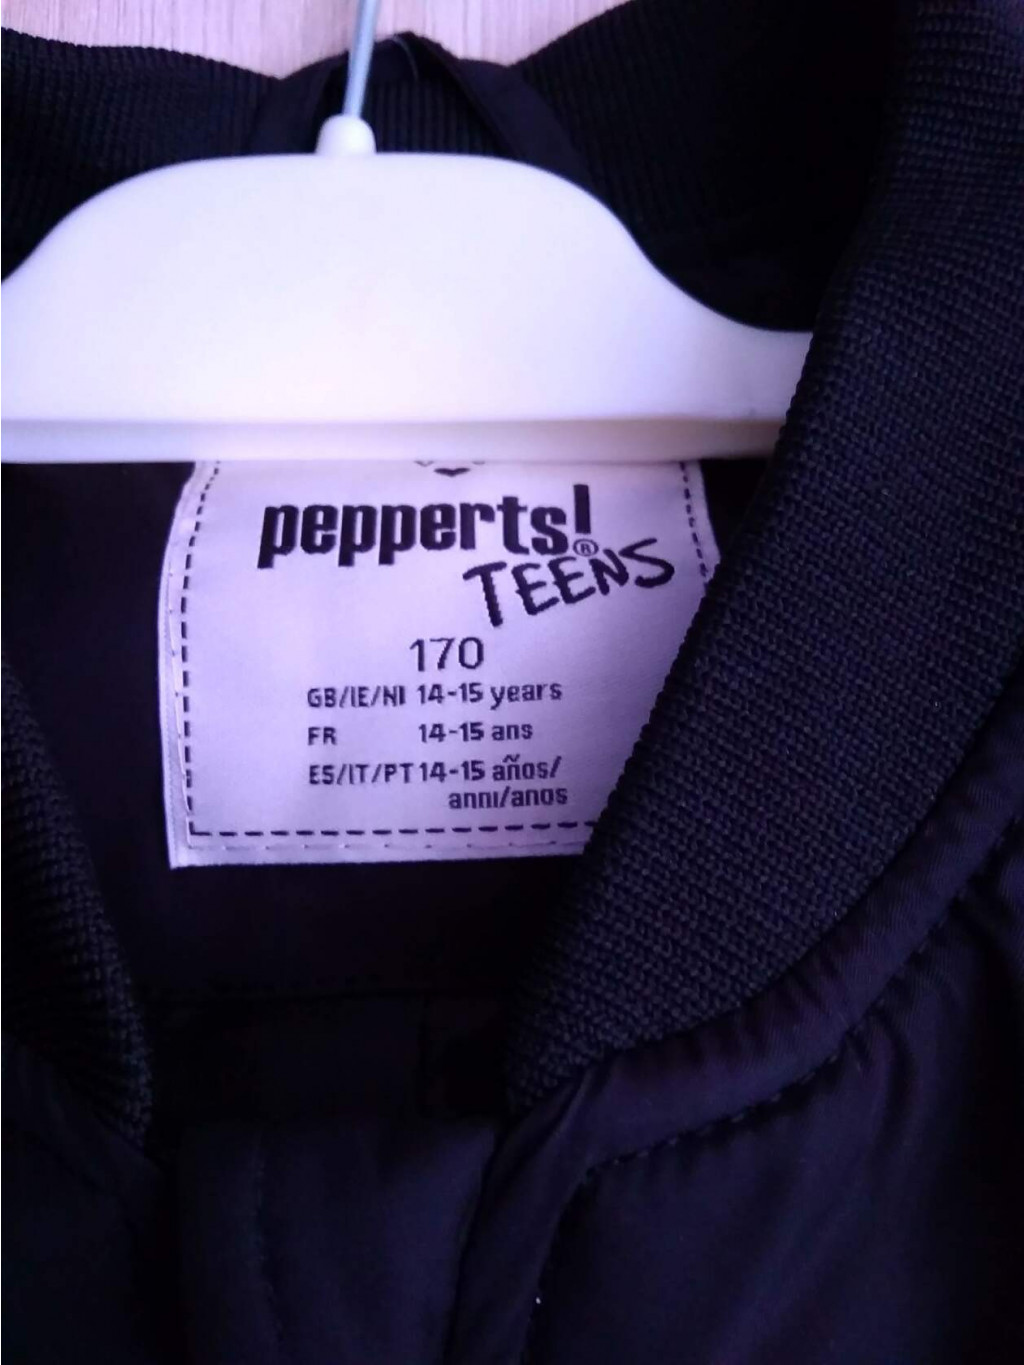 pepperts!®
TEENS
170
GB/IE/NI 14-15 years
FR 14-15 ans
ES/IT/PT 14-15 años/
anni/anos